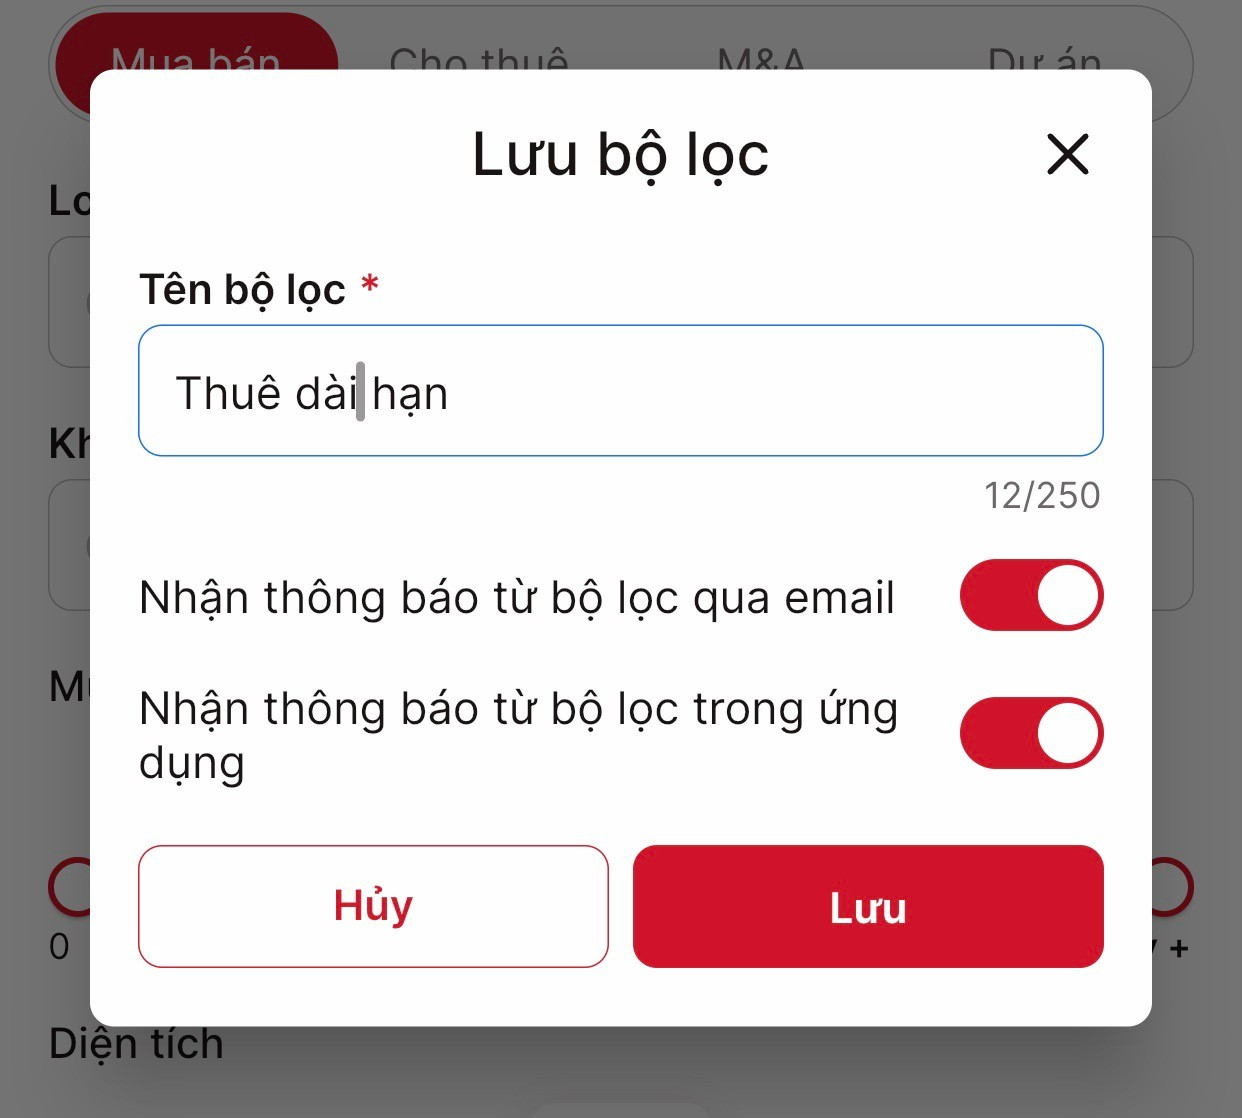 Mua bán
Cho thuê
M&A
Dự án
Lưu bộ lọc
Tên bộ lọc *
Thuê dài hạn
12/250
Nhận thông báo từ bộ lọc qua email
Nhận thông báo từ bộ lọc trong ứng
dụng
Hủy
Lưu
0
+
Diện tích